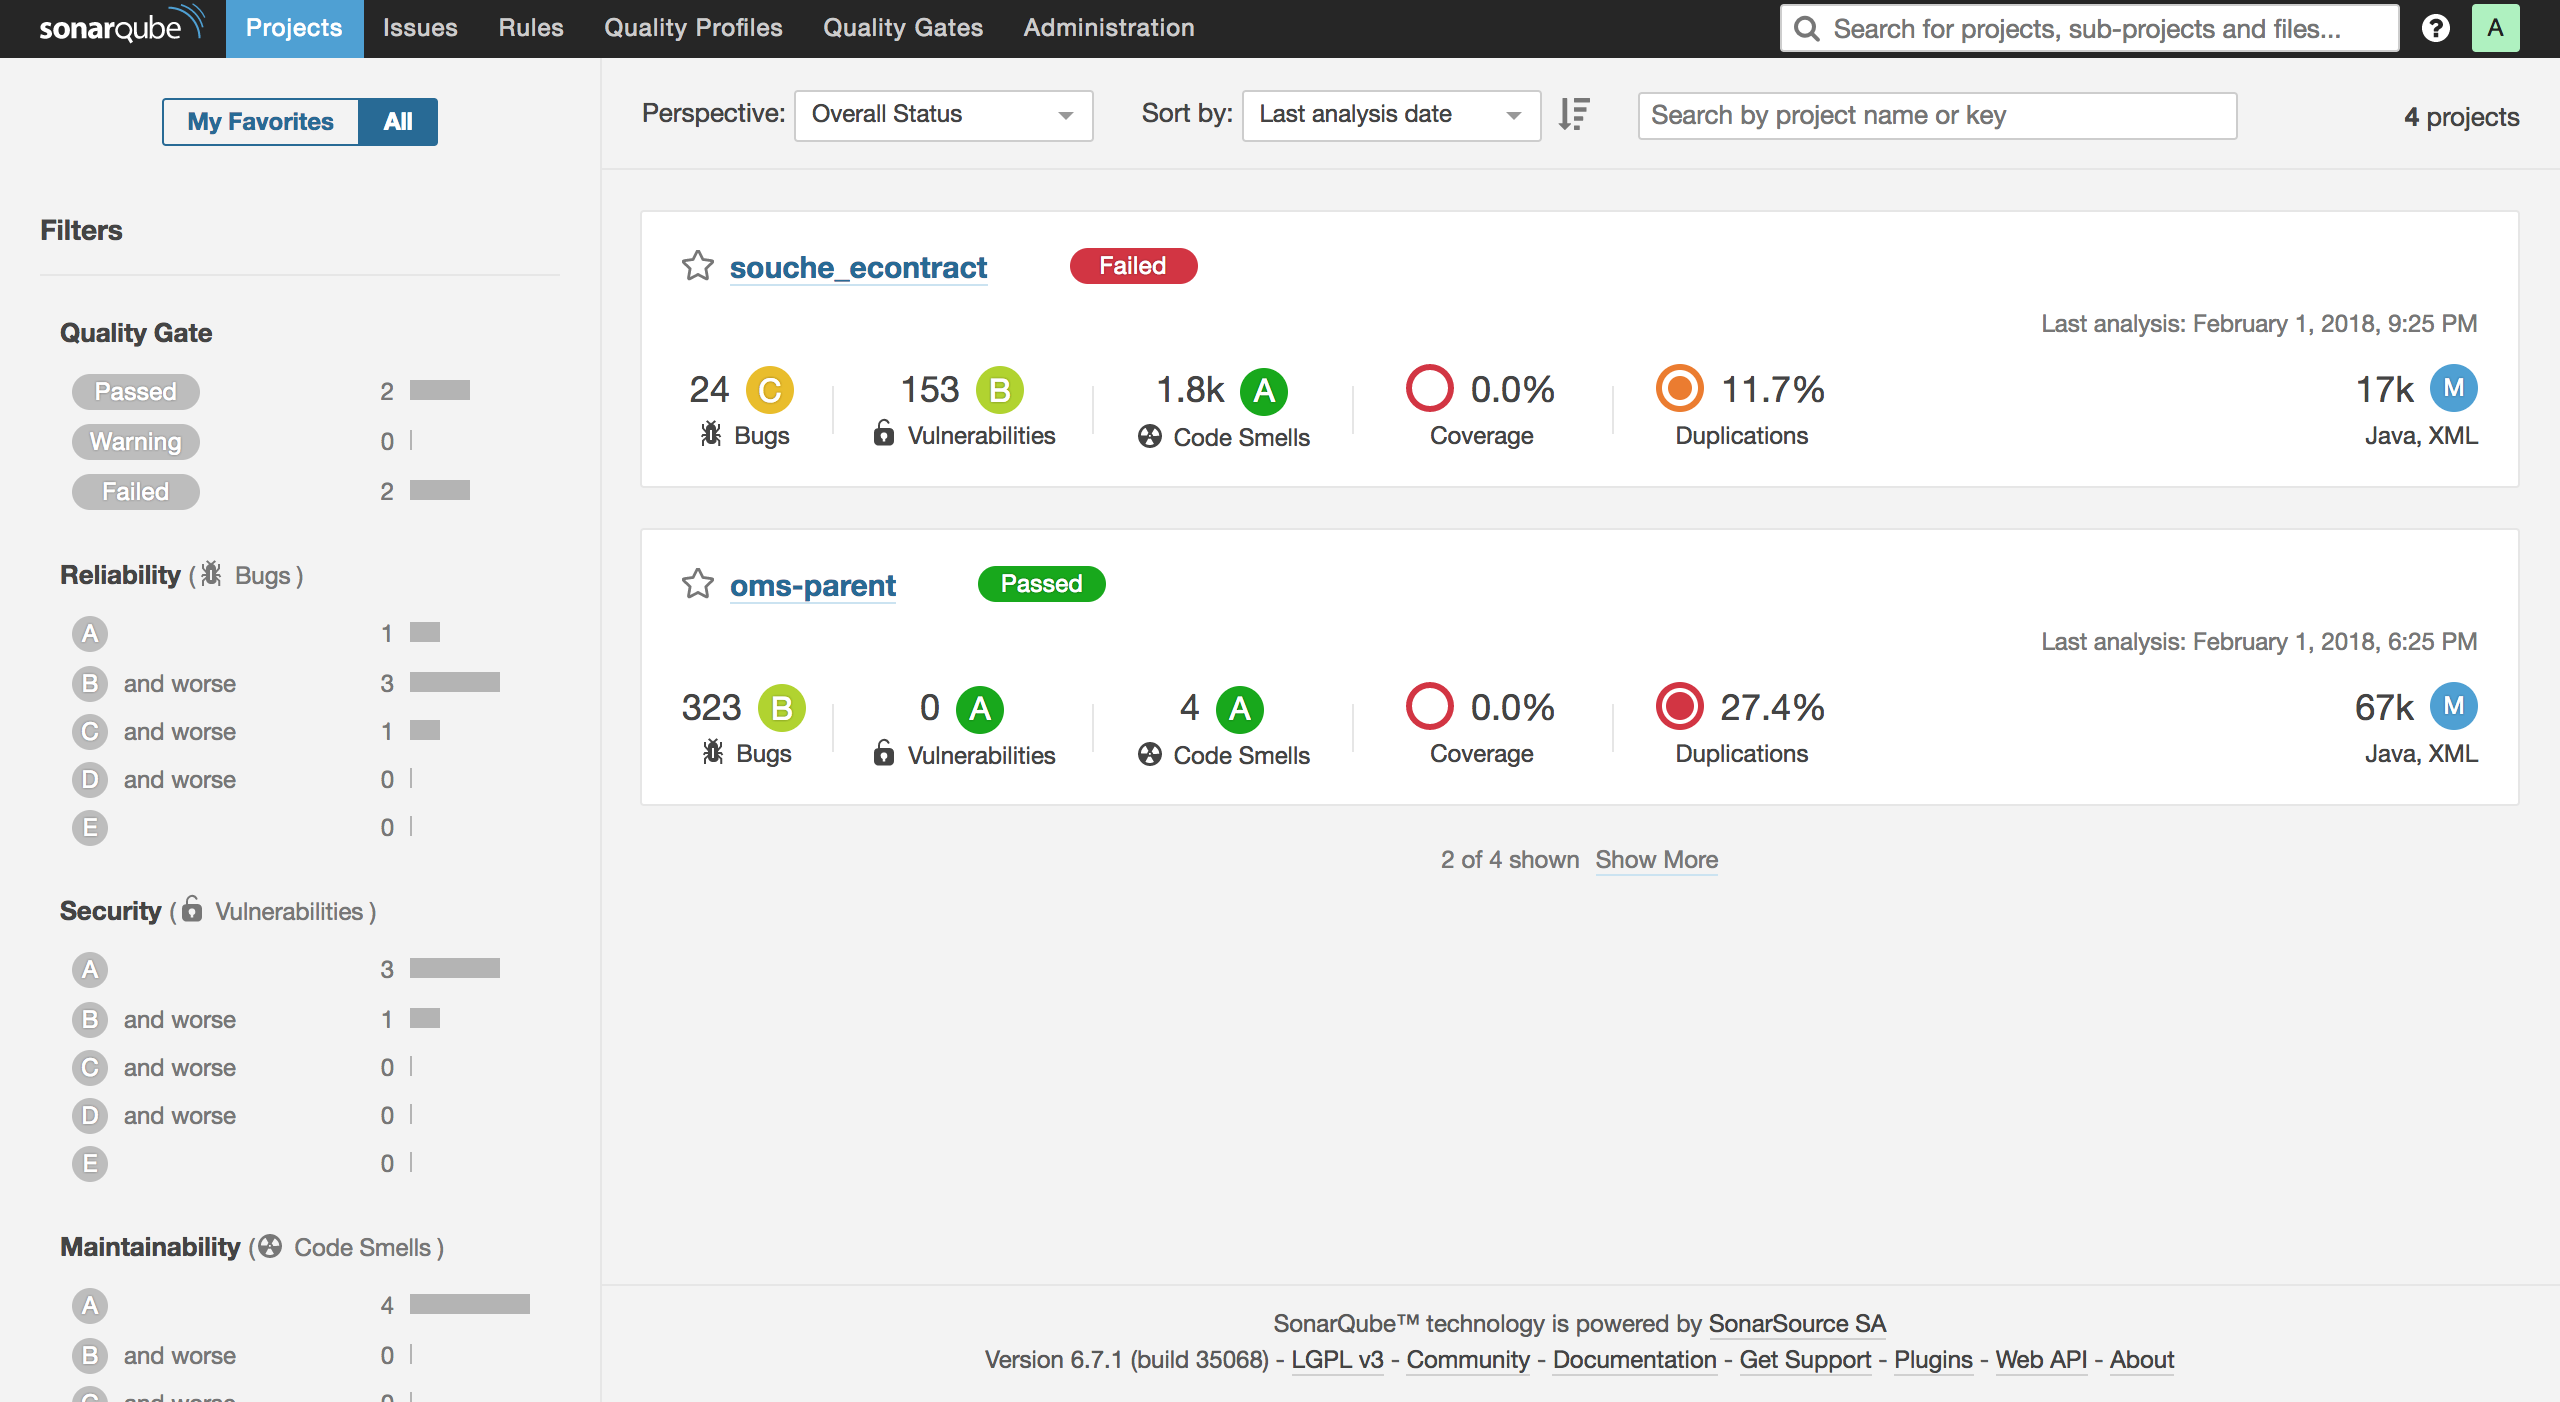 sonarqube Projects Issues Rules Quality Profiles Quality Gates Administration Search for projects, sub-projects and files... ? A
My Favorites All
Perspective: Overall Status Sort by: Last analysis date Search by project name or key 4 projects
Filters
Quality Gate
Passed 2
Warning 0
Failed 2
Reliability ( Bugs )
A 1
B and worse 3
C and worse 1
D and worse 0
E 0
Security ( Vulnerabilities )
A 3
B and worse 1
C and worse 0
D and worse 0
E 0
Maintainability ( Code Smells )
A 4
B and worse 0
C and worse 0
souche_econtract Failed
Last analysis: February 1, 2018, 9:25 PM
24 C 153 B 1.8k A 0.0% 11.7% 17k M
Bugs Vulnerabilities Code Smells Coverage Duplications Java, XML
oms-parent Passed
Last analysis: February 1, 2018, 6:25 PM
323 B 0 A 4 A 0.0% 27.4% 67k M
Bugs Vulnerabilities Code Smells Coverage Duplications Java, XML
2 of 4 shown Show More
SonarQube™ technology is powered by SonarSource SA
Version 6.7.1 (build 35068) - LGPL v3 - Community - Documentation - Get Support - Plugins - Web API - About